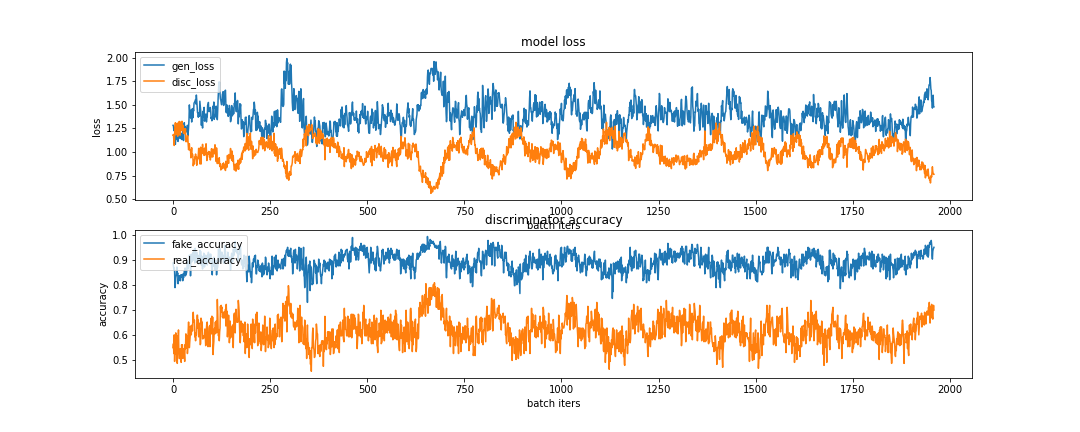 model loss
gen_loss
disc_loss
loss
2.00
1.75
1.50
1.25
1.00
0.75
0.50
0 250 500 750 1000 1250 1500 1750 2000
batch iters
discriminator accuracy
fake_accuracy
real_accuracy
accuracy
1.0
0.9
0.8
0.7
0.6
0.5
0 250 500 750 1000 1250 1500 1750 2000
batch iters